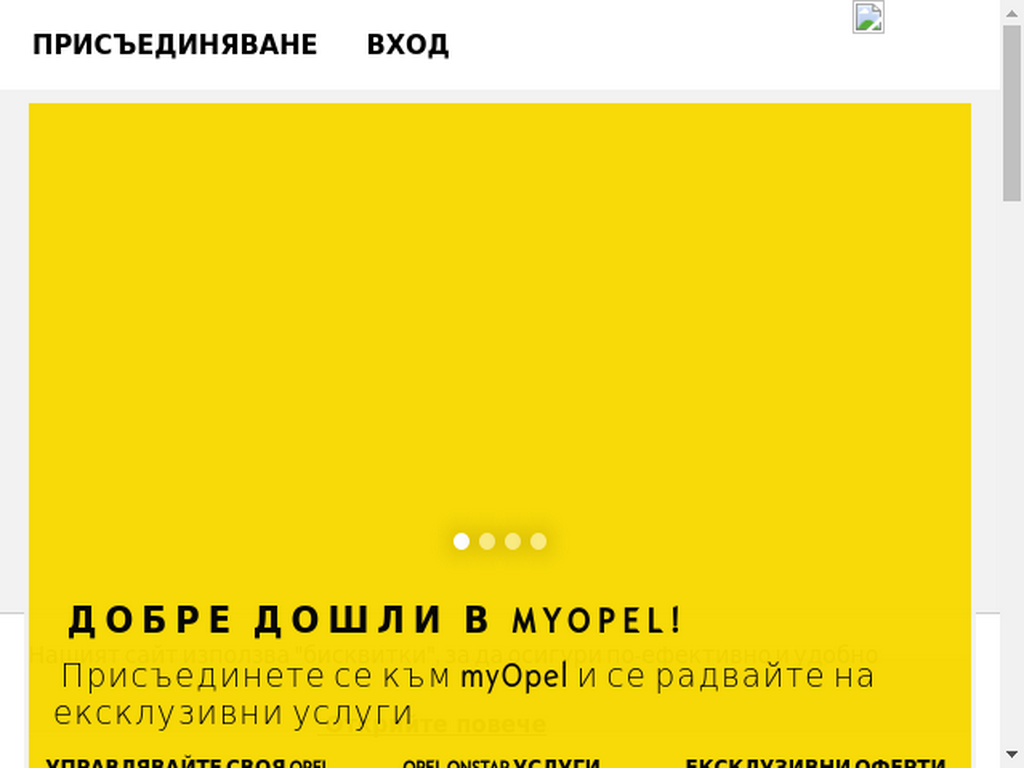 ПРИСЪЕДИНЯВАНЕ ВХОД
ДОБРЕ ДОШЛИ В MYOPEL!
Нашият сайт използва "бисквитки", за да осигури по-ефективно и удобно
Присъединете се към myOpel и се радвайте на
ексклузивни услуги
Открийте повече
УПРАВЛЯВАЙТЕ СВОЯ OPEL OPEL ONSTAR УСЛУГИ ЕКСКЛУЗИВНИ ОФЕРТИ